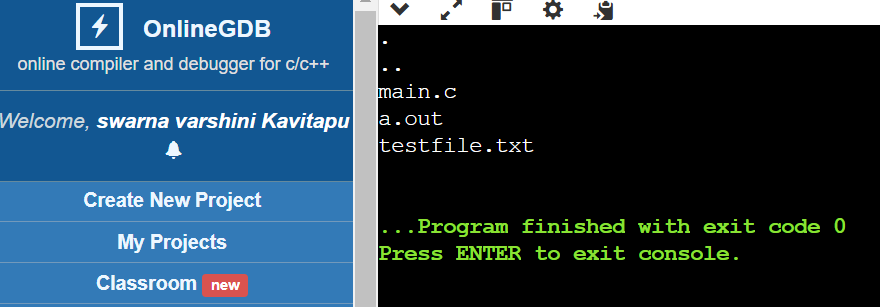 OnlineGDB
online compiler and debugger for c/c++
Welcome, swarna varshini Kavitapu
Create New Project
My Projects
Classroom new
.
..
main.c
a.out
testfile.txt
...Program finished with exit code 0
Press ENTER to exit console.